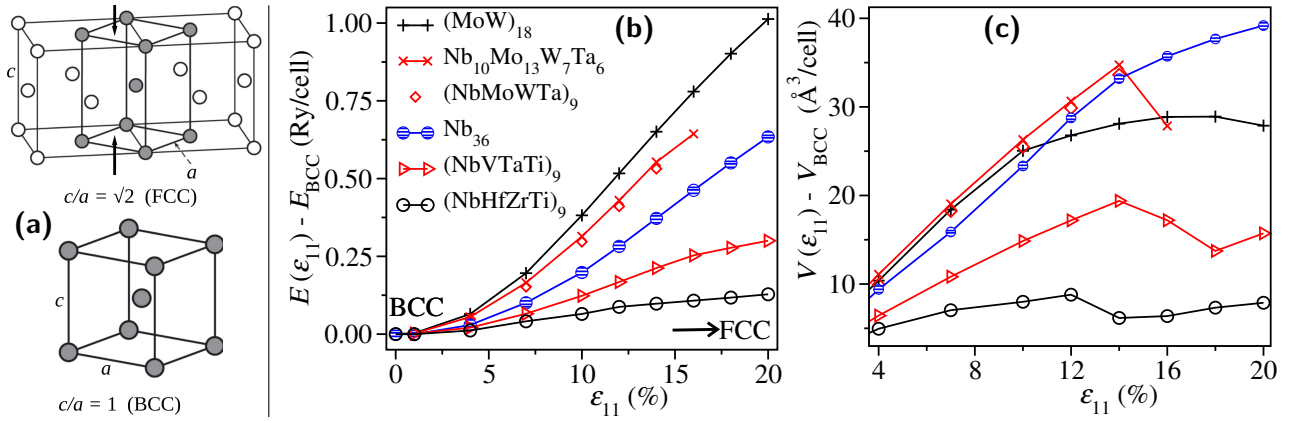 c
a
c/a = √2 (FCC)
(a)
c
a
c/a = 1 (BCC)
E (ε₁₁) - E_BCC (Ry/cell)
1.00
0.75
0.50
0.25
0.00
(b)
(MoW)₁₈
Nb₁₀Mo₁₃W₇Ta₆
(NbMoWTa)₉
Nb₃₆
(NbVTaTi)₉
(NbHfZrTi)₉
BCC
FCC
0 5 10 15 20
ε₁₁ (%)
V (ε₁₁) - V_BCC (Å³/cell)
40
30
20
10
(c)
4 8 12 16 20
ε₁₁ (%)